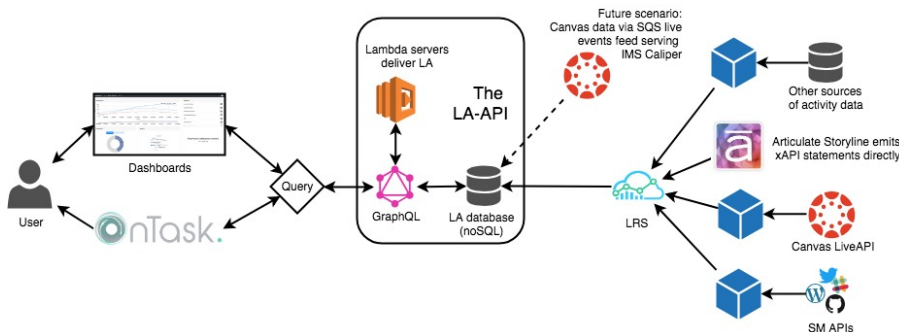 Future scenario:
Canvas data via SQS live
events feed serving
IMS Caliper
Lambda servers
deliver LA
The
LA-API
Other sources
of activity data
Dashboards
ā
Articulate Storyline emits
xAPI statements directly
Query
User
OnTask.
GraphQL
LA database
(noSQL)
LRS
Canvas LiveAPI
SM APIs